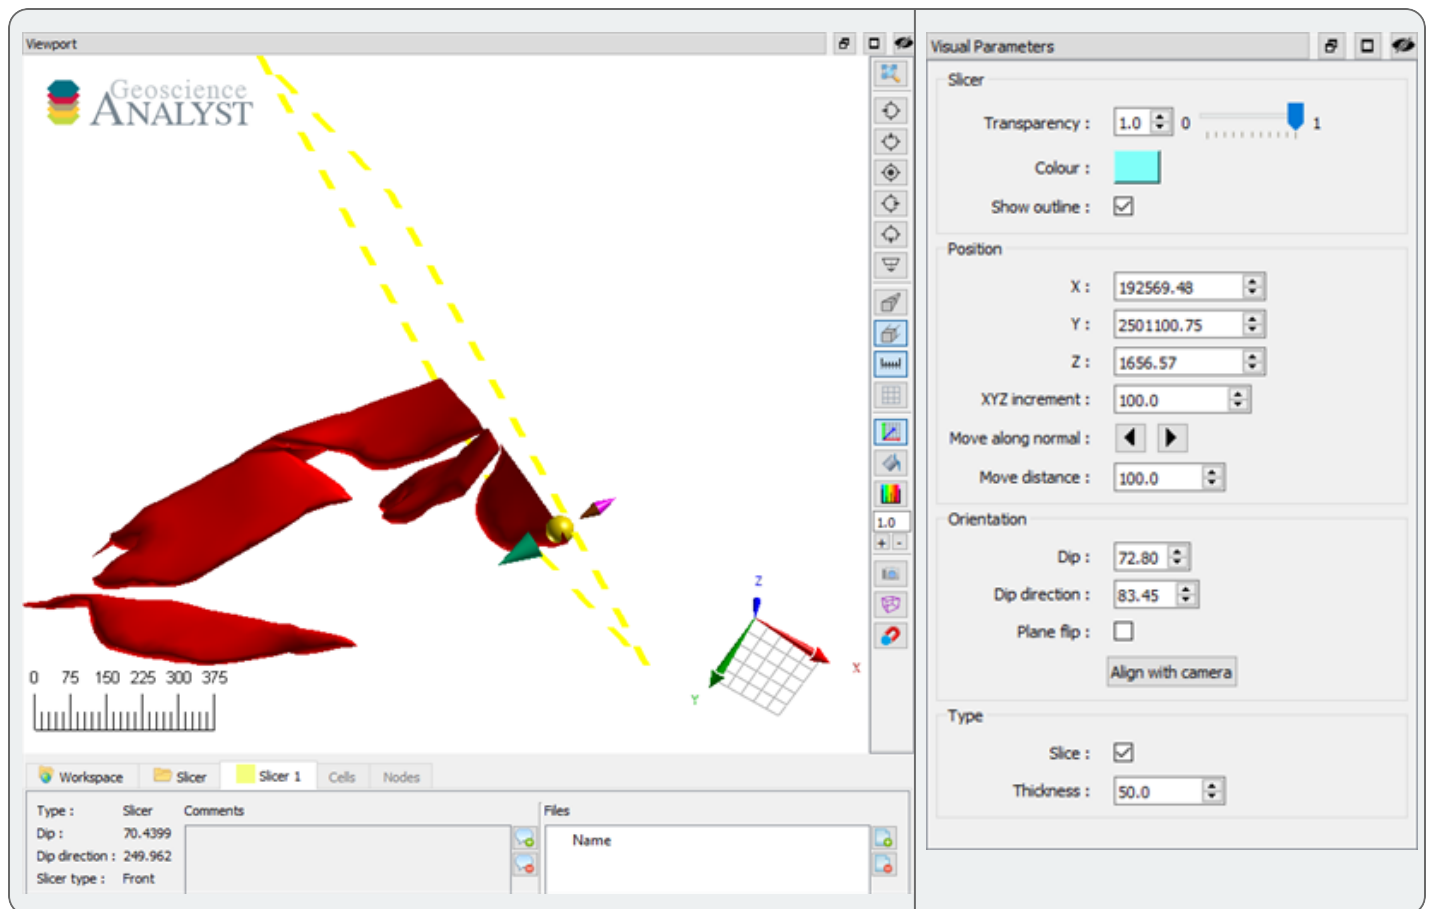 Viewport
Geoscience
ANALYST
1.0
+ -
Z
X
Y
0 75 150 225 300 375
Workspace Slicer Slicer 1 Cells Nodes
Type : Slicer Comments Files
Dip : 70.4399 Name
Dip direction : 249.962
Slicer type : Front
Visual Parameters
Slicer
Transparency : 1.0 0 1
Colour :
Show outline :
Position
X : 192569.48
Y : 2501100.75
Z : 1656.57
XYZ increment : 100.0
Move along normal :
Move distance : 100.0
Orientation
Dip : 72.80
Dip direction : 83.45
Plane flip :
Align with camera
Type
Slice :
Thickness : 50.0